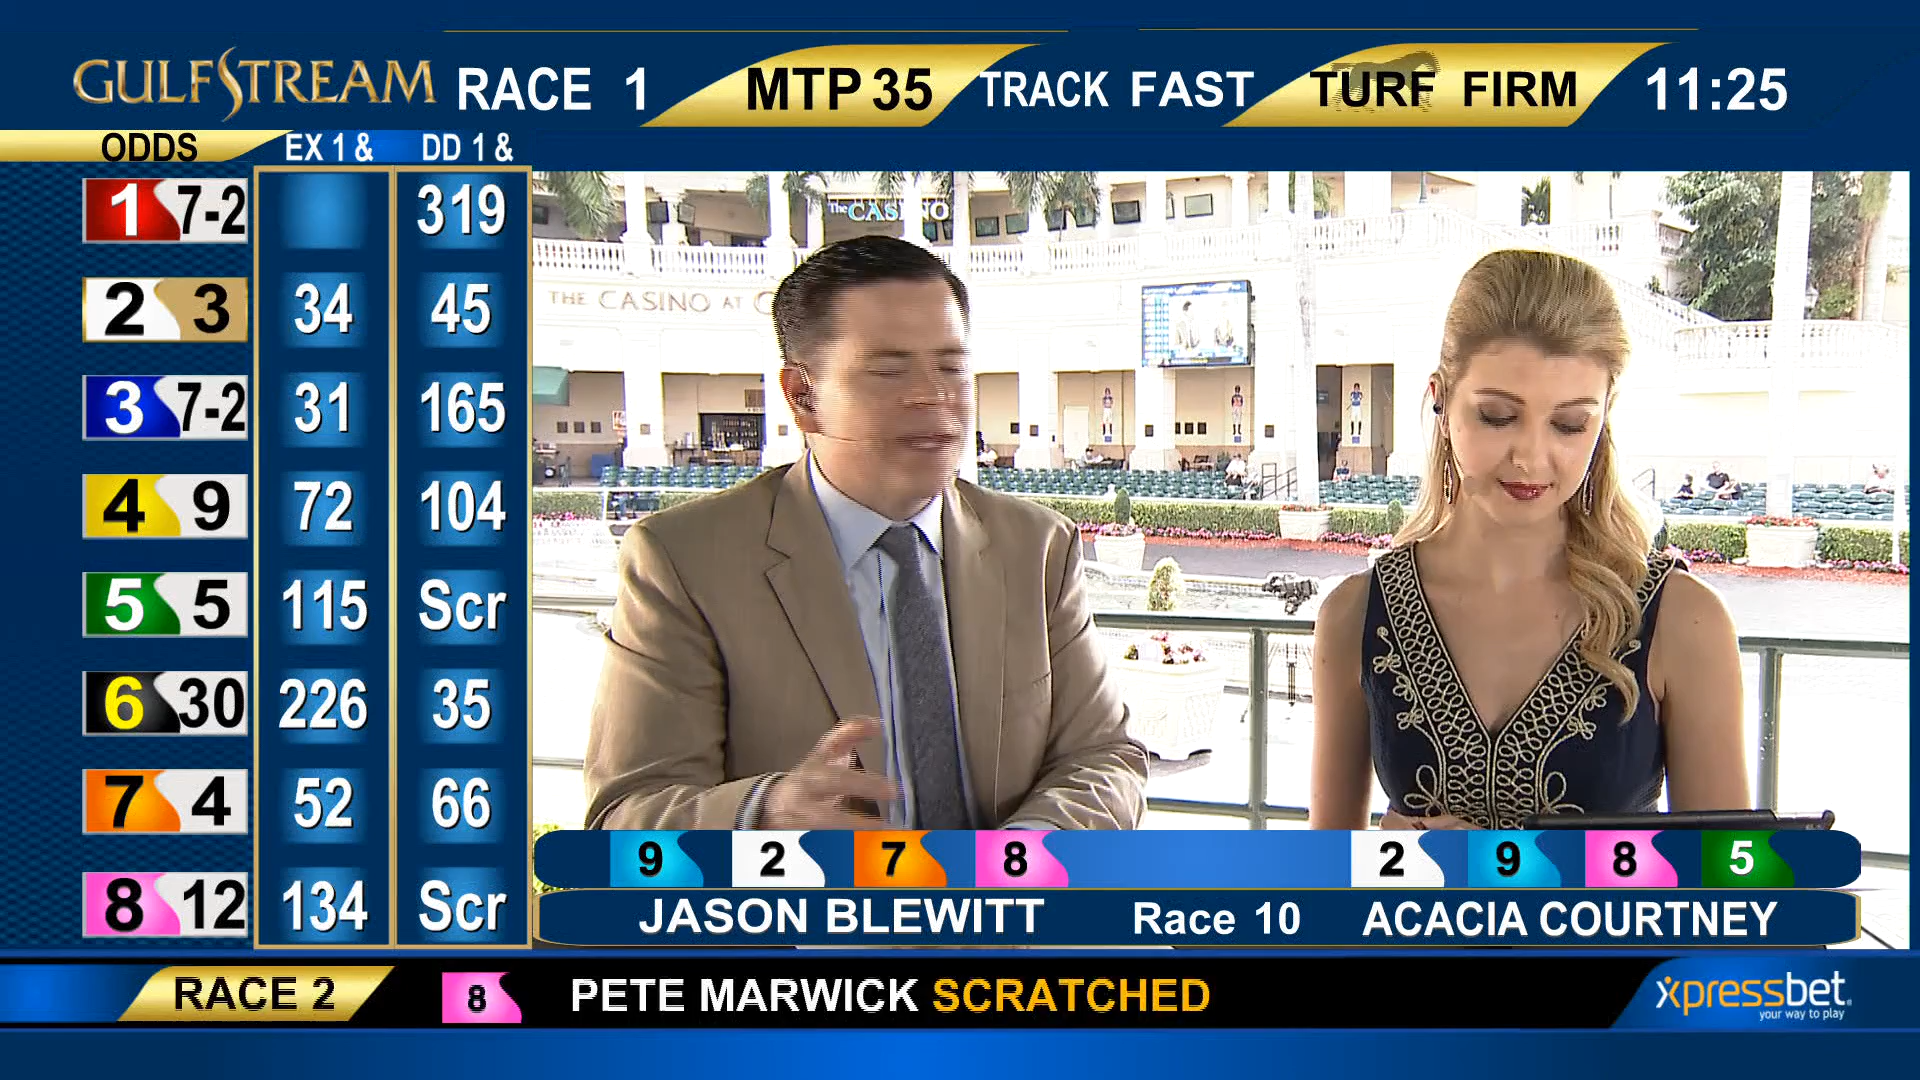 GULFSTREAM RACE 1 MTP 35 TRACK FAST TURF FIRM 11:25
ODDS EX 1 & DD 1 &
1 7-2 319
2 3 34 45
3 7-2 31 165
4 9 72 104
5 5 115 Scr
6 30 226 35
7 4 52 66
8 12 134 Scr
The CASINO
THE CASINO AT
9 2 7 8 2 9 8 5
JASON BLEWITT Race 10 ACACIA COURTNEY
RACE 2 8 PETE MARWICK SCRATCHED xpressbet
your way to play